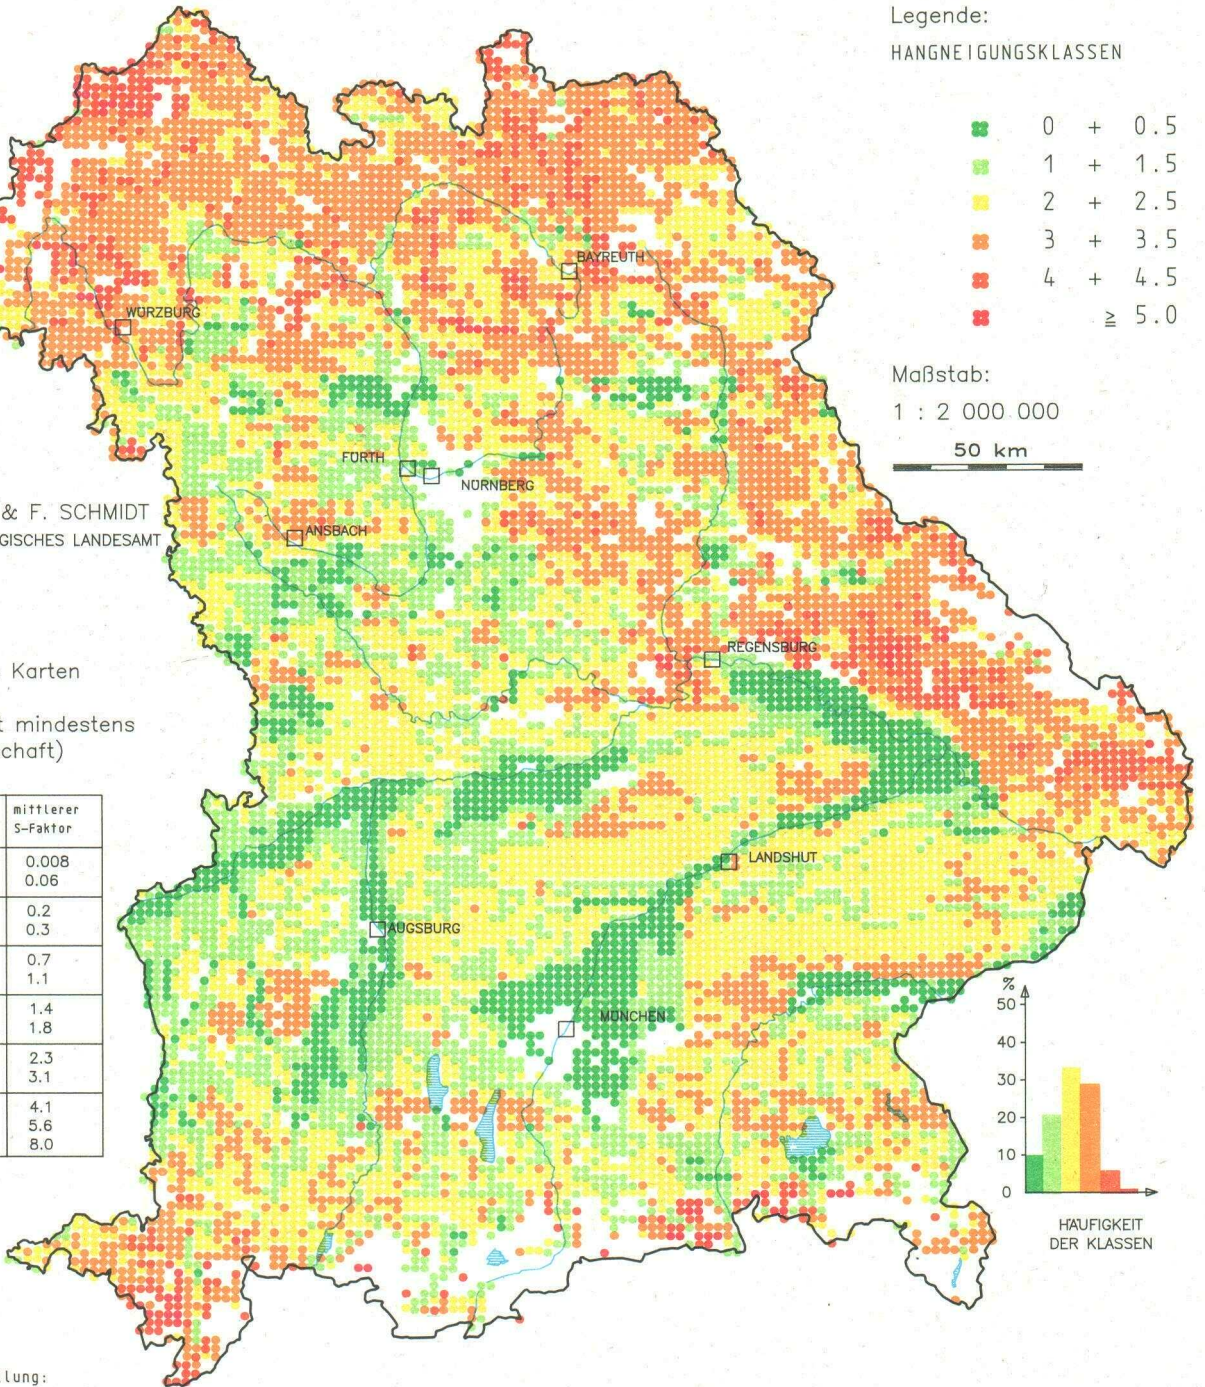 Legende:
HANGNEIGUNGSKLASSEN
0 + 0.5
1 + 1.5
2 + 2.5
3 + 3.5
4 + 4.5
≧ 5.0
Maßstab:
1 : 2 000 000
50 km
BAYREUTH
WÜRZBURG
FÜRTH
NÜRNBERG
ANSBACH
REGENSBURG
LANDSHUT
AUGSBURG
MÜNCHEN
& F. SCHMIDT
GISCHES LANDESAMT
Karten
t mindestens
chaft)
mittlerer
S-Faktor
0.008
0.06
0.2
0.3
0.7
1.1
1.4
1.8
2.3
3.1
4.1
5.6
8.0
%
50
40
30
20
10
0
HÄUFIGKEIT
DER KLASSEN
llung: